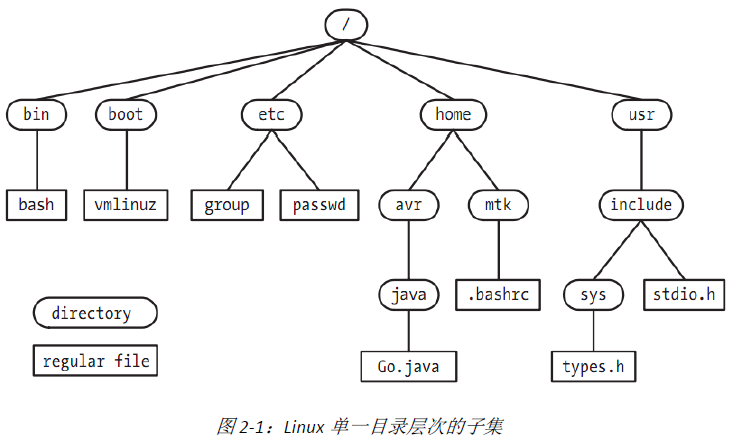 /
bin boot etc home usr
bash vmlinuz group passwd avr mtk include
java .bashrc sys stdio.h
directory
regular file Go.java types.h
图 2-1：Linux 单一目录层次的子集